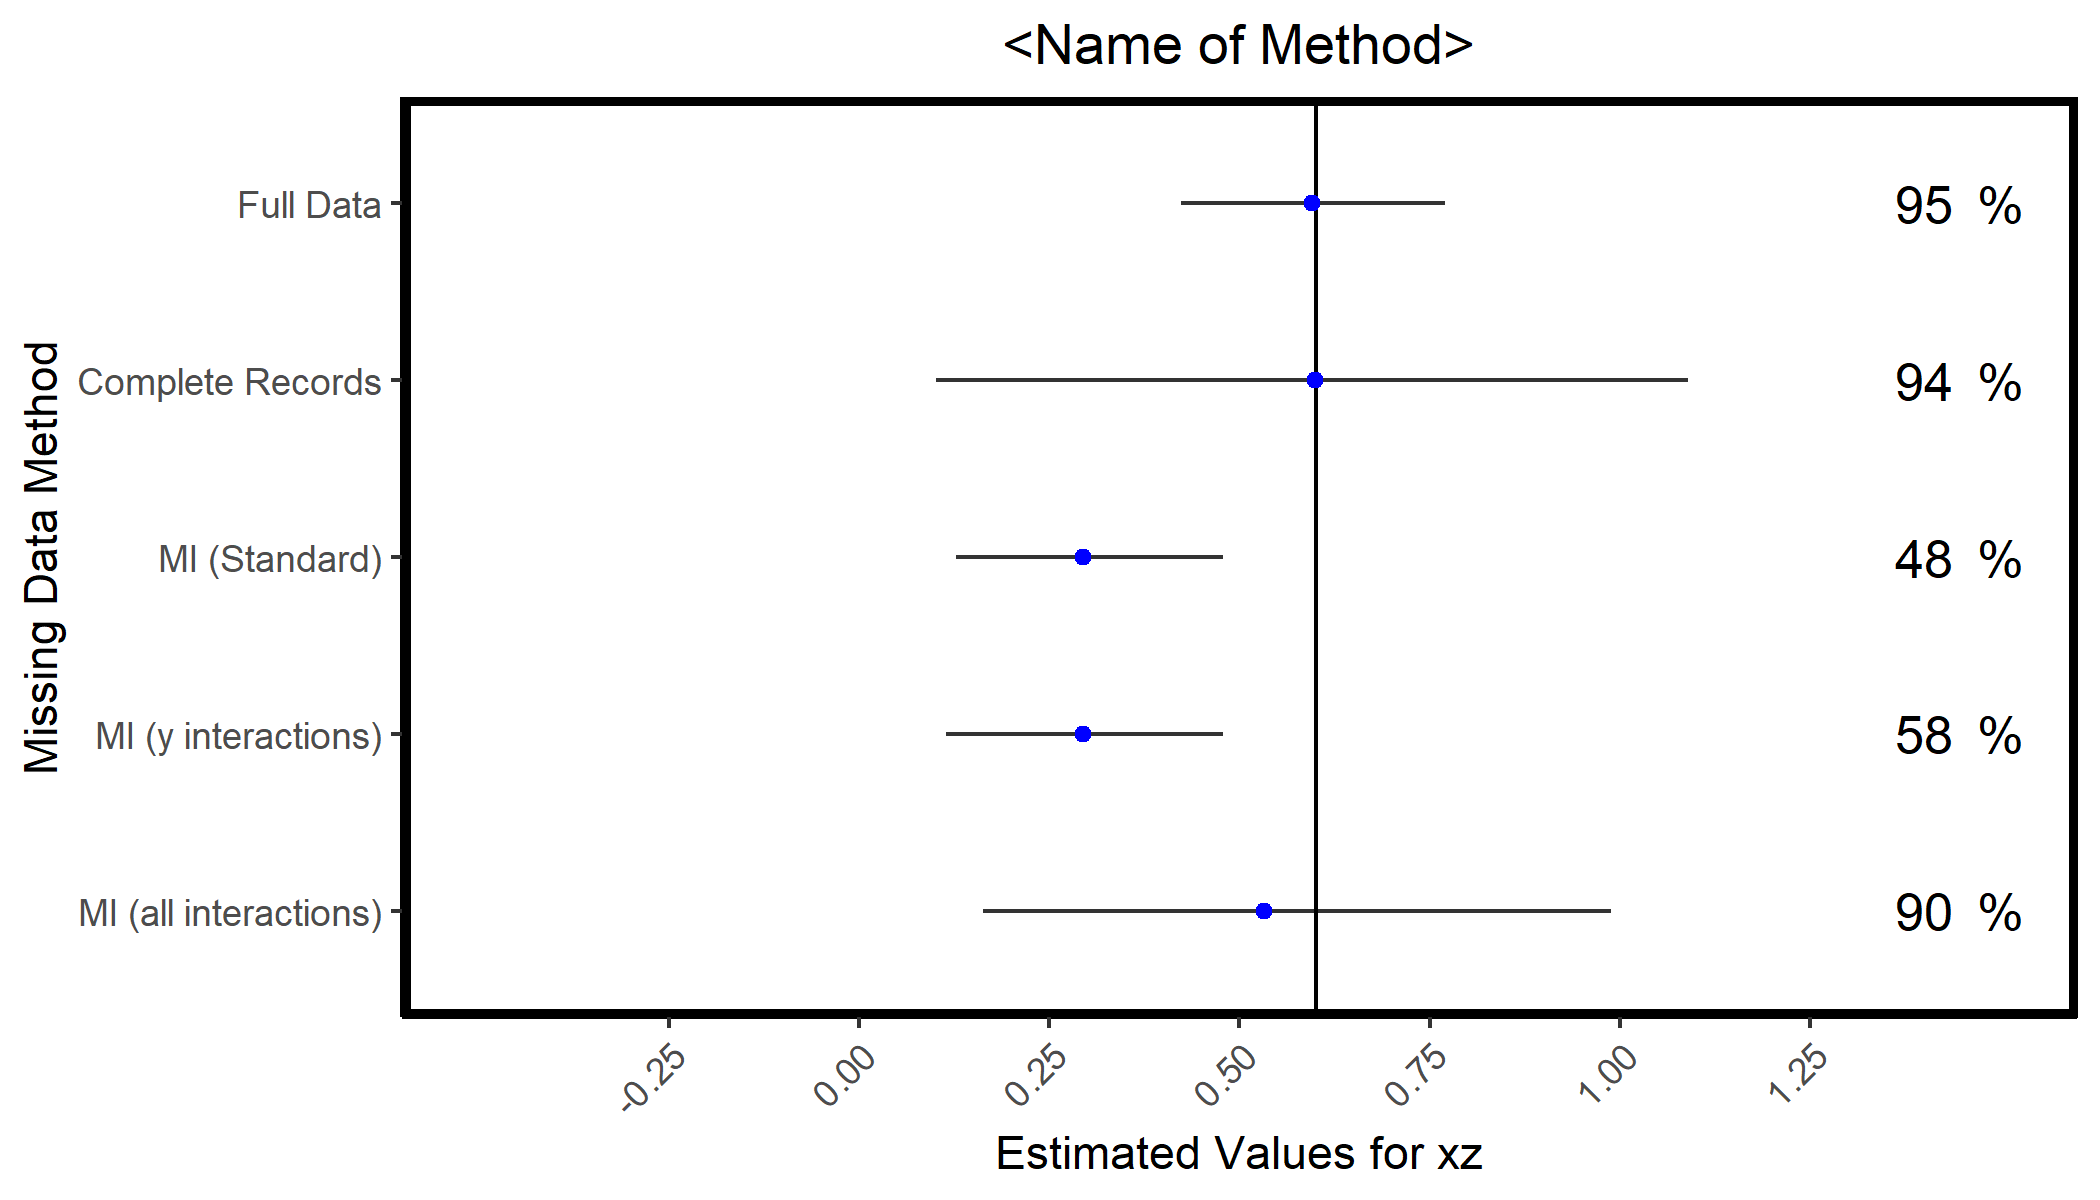 <Name of Method>
Missing Data Method
Full Data
95 %
Complete Records
94 %
MI (Standard)
48 %
MI (y interactions)
58 %
MI (all interactions)
90 %
-0.25
0.00
0.25
0.50
0.75
1.00
1.25
Estimated Values for xz